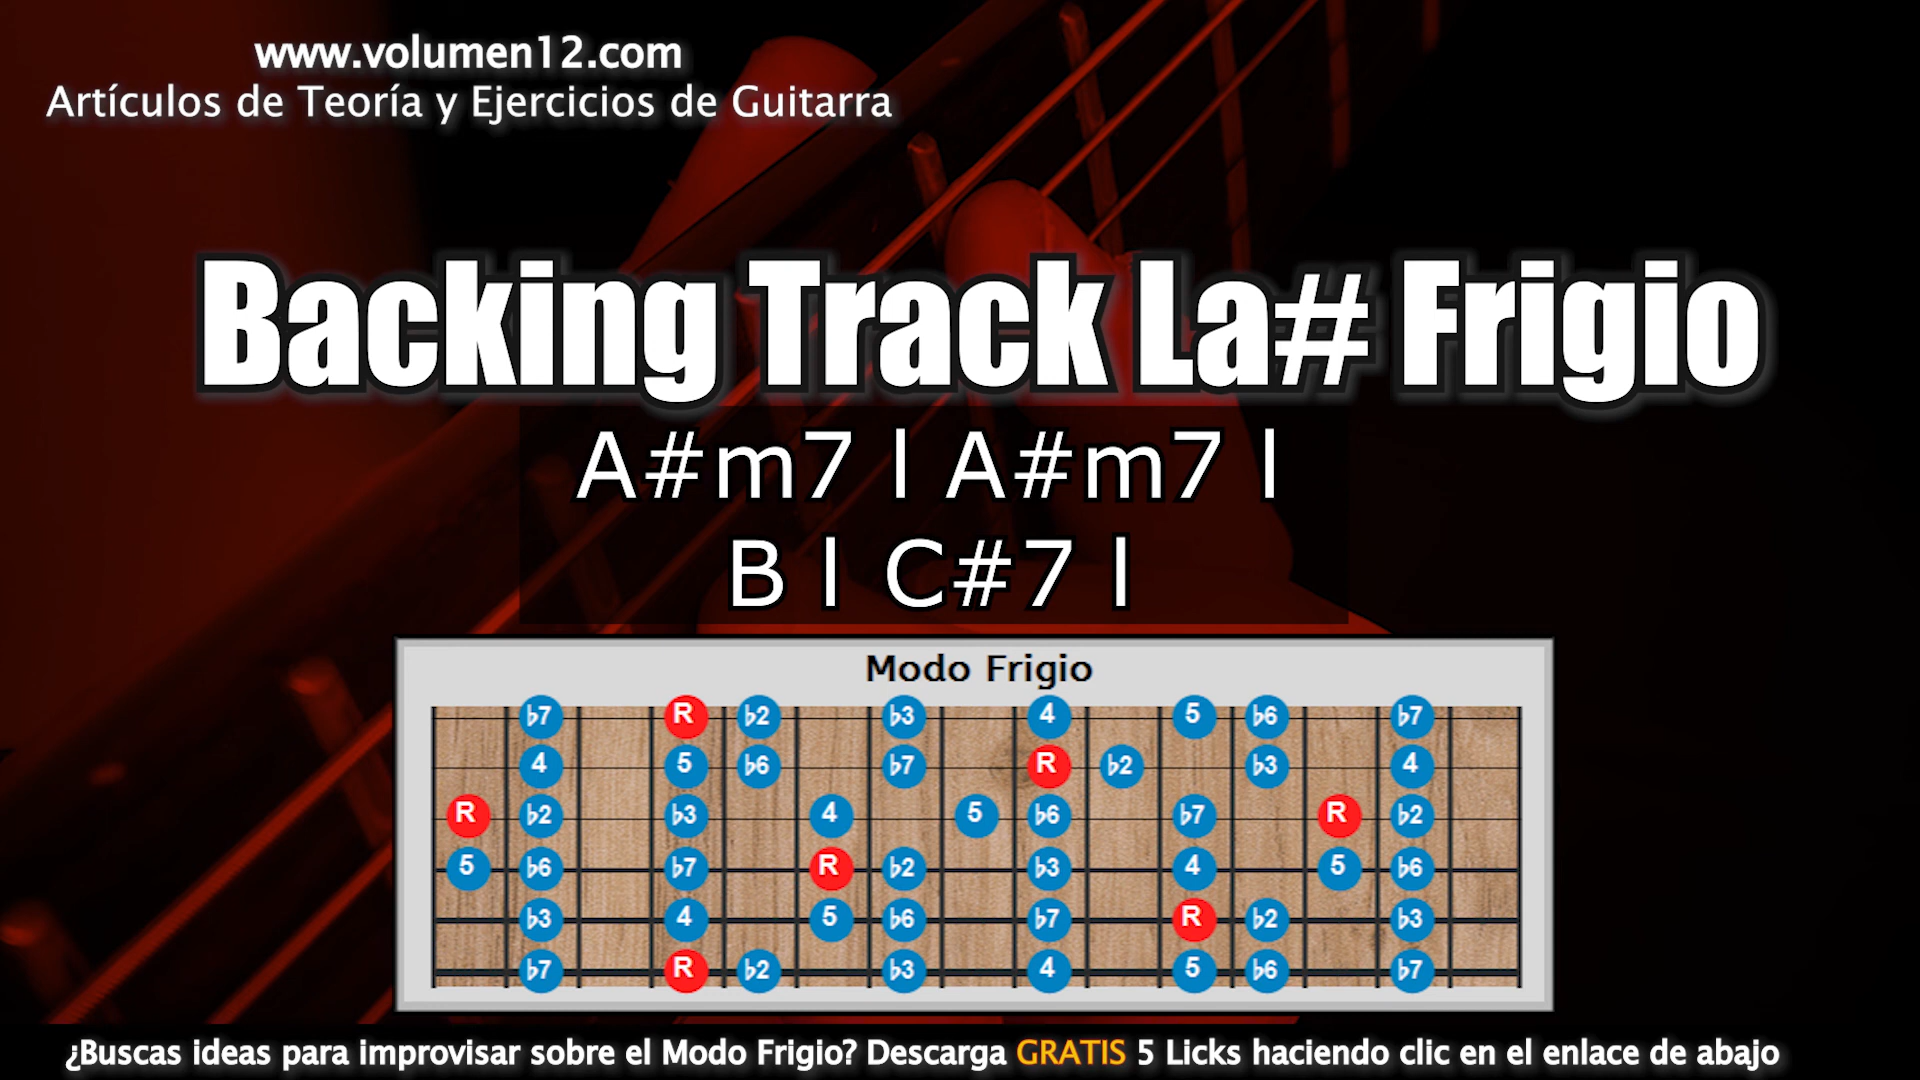 www.volumen12.com
Artículos de Teoría y Ejercicios de Guitarra
Backing Track La# Frigio
A#m7 l A#m7 l
B l C#7 l
Modo Frigio
♭7 R ♭2 ♭3 4 5 ♭6 ♭7
4 5 ♭6 ♭7 R ♭2 ♭3 4
R ♭2 ♭3 4 5 ♭6 ♭7 R ♭2
5 ♭6 ♭7 R ♭2 ♭3 4 5 ♭6
♭3 4 5 ♭6 ♭7 R ♭2 ♭3
♭7 R ♭2 ♭3 4 5 ♭6 ♭7
¿Buscas ideas para improvisar sobre el Modo Frigio? Descarga GRATIS 5 Licks haciendo clic en el enlace de abajo